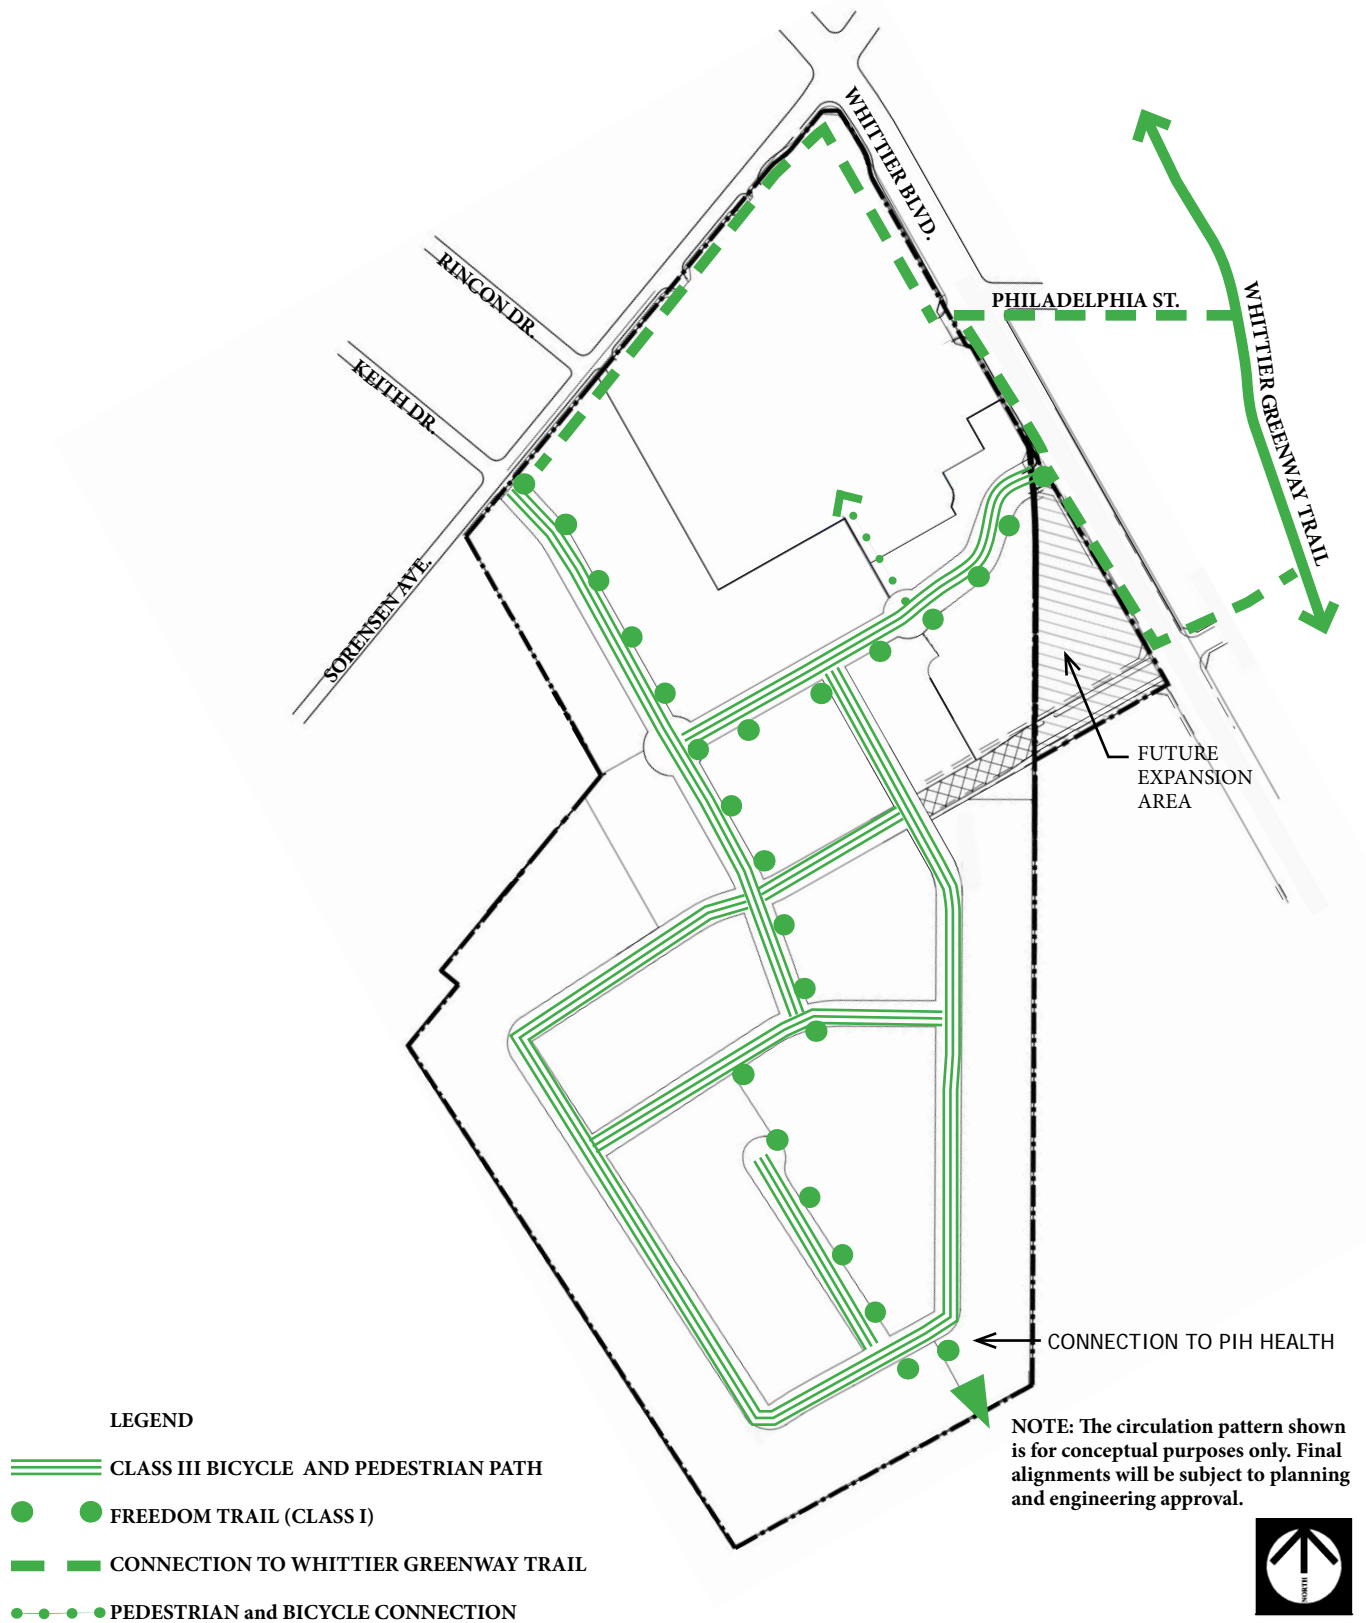 WHITTIER BLVD.
RINCON DR.
PHILADELPHIA ST.
WHITTIER GREENWAY TRAIL
KEITH DR.
SORENSEN AVE.
FUTURE
EXPANSION
AREA
CONNECTION TO PIH HEALTH
LEGEND
CLASS III BICYCLE AND PEDESTRIAN PATH
FREEDOM TRAIL (CLASS I)
CONNECTION TO WHITTIER GREENWAY TRAIL
PEDESTRIAN and BICYCLE CONNECTION
NOTE: The circulation pattern shown
is for conceptual purposes only. Final
alignments will be subject to planning
and engineering approval.
NORTH